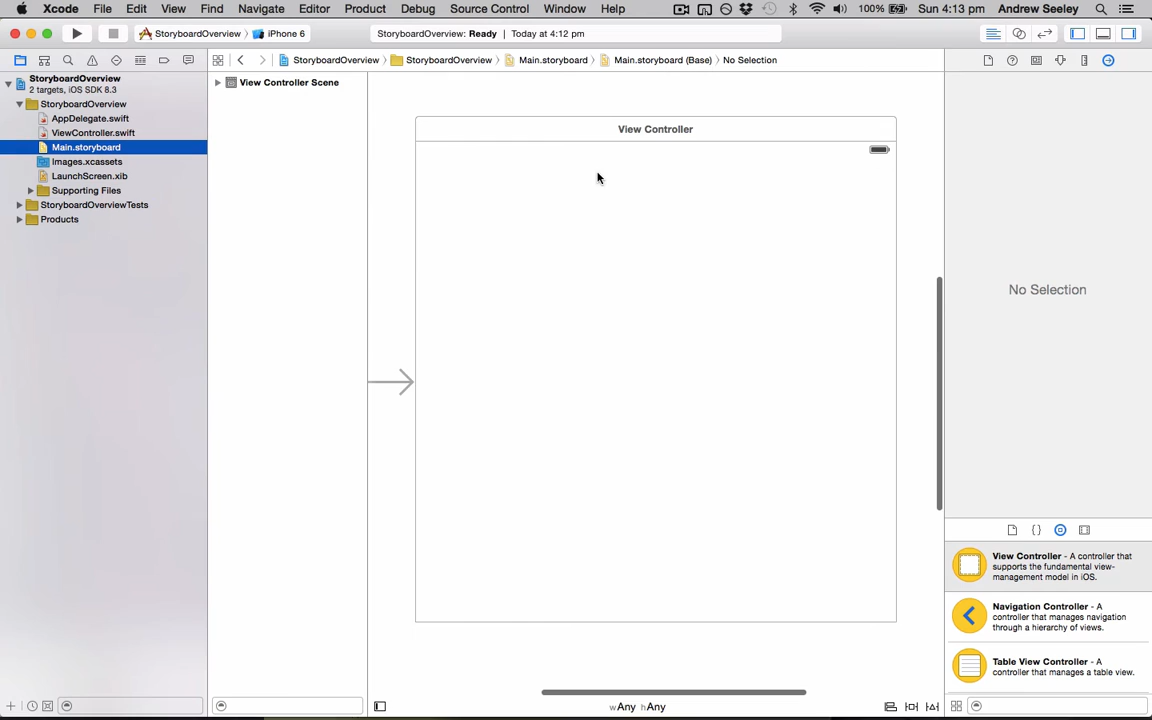 Xcode File Edit View Find Navigate Editor Product Debug Source Control Window Help 100% Sun 4:13 pm Andrew Seeley
StoryboardOverview iPhone 6 StoryboardOverview: Ready | Today at 4:12 pm
StoryboardOverview StoryboardOverview Main.storyboard Main.storyboard (Base) No Selection
StoryboardOverview
2 targets, iOS SDK 8.3
StoryboardOverview
AppDelegate.swift
ViewController.swift
Main.storyboard
Images.xcassets
LaunchScreen.xib
Supporting Files
StoryboardOverviewTests
Products
View Controller Scene
View Controller
No Selection
{}
View Controller - A controller that
supports the fundamental view-
management model in iOS.
Navigation Controller - A
controller that manages navigation
through a hierarchy of views.
Table View Controller - A
controller that manages a table view.
wAny hAny